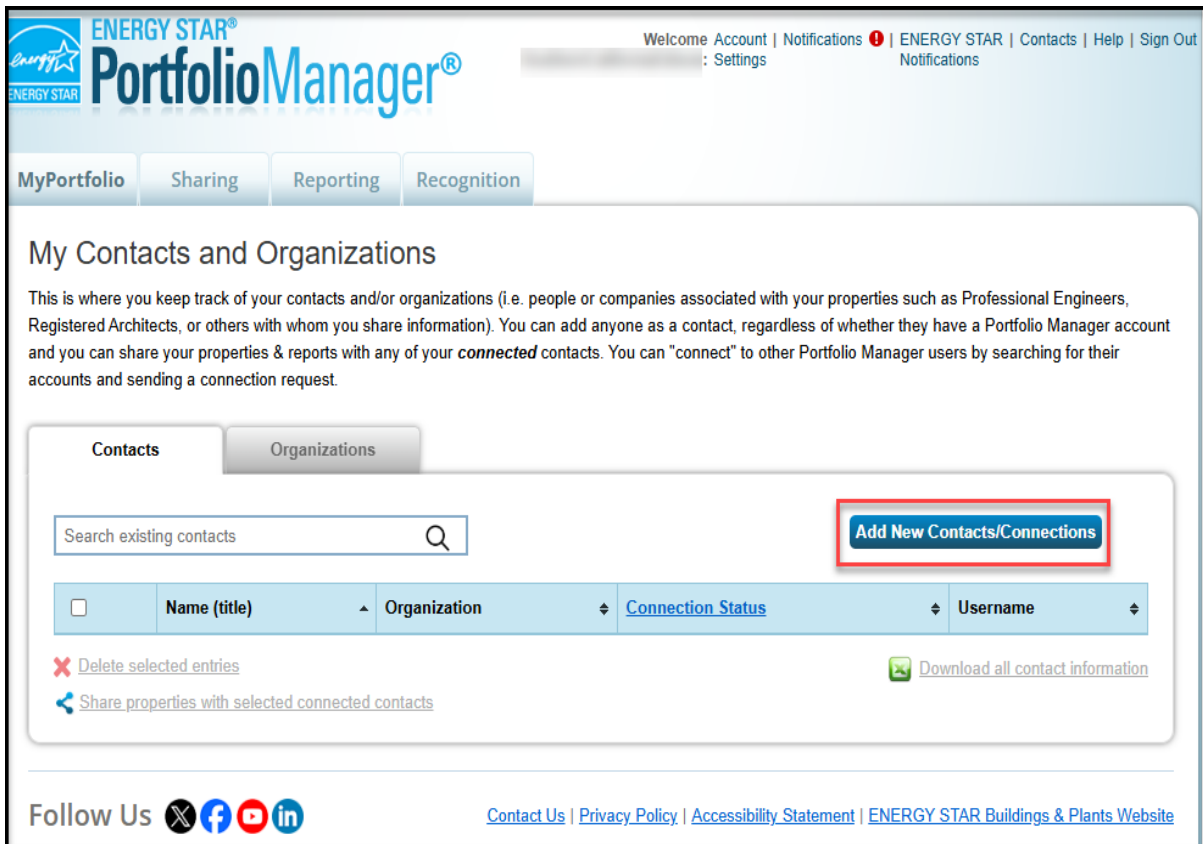 ENERGY STAR®
PortfolioManager®
energy
ENERGY STAR
Welcome : Account Settings | Notifications | ENERGY STAR Notifications | Contacts | Help | Sign Out
MyPortfolio Sharing Reporting Recognition
My Contacts and Organizations
This is where you keep track of your contacts and/or organizations (i.e. people or companies associated with your properties such as Professional Engineers,
Registered Architects, or others with whom you share information). You can add anyone as a contact, regardless of whether they have a Portfolio Manager account
and you can share your properties & reports with any of your connected contacts. You can "connect" to other Portfolio Manager users by searching for their
accounts and sending a connection request.
Contacts Organizations
Search existing contacts Add New Contacts/Connections
Name (title) Organization Connection Status Username
Delete selected entries Download all contact information
Share properties with selected connected contacts
Follow Us Contact Us | Privacy Policy | Accessibility Statement | ENERGY STAR Buildings & Plants Website